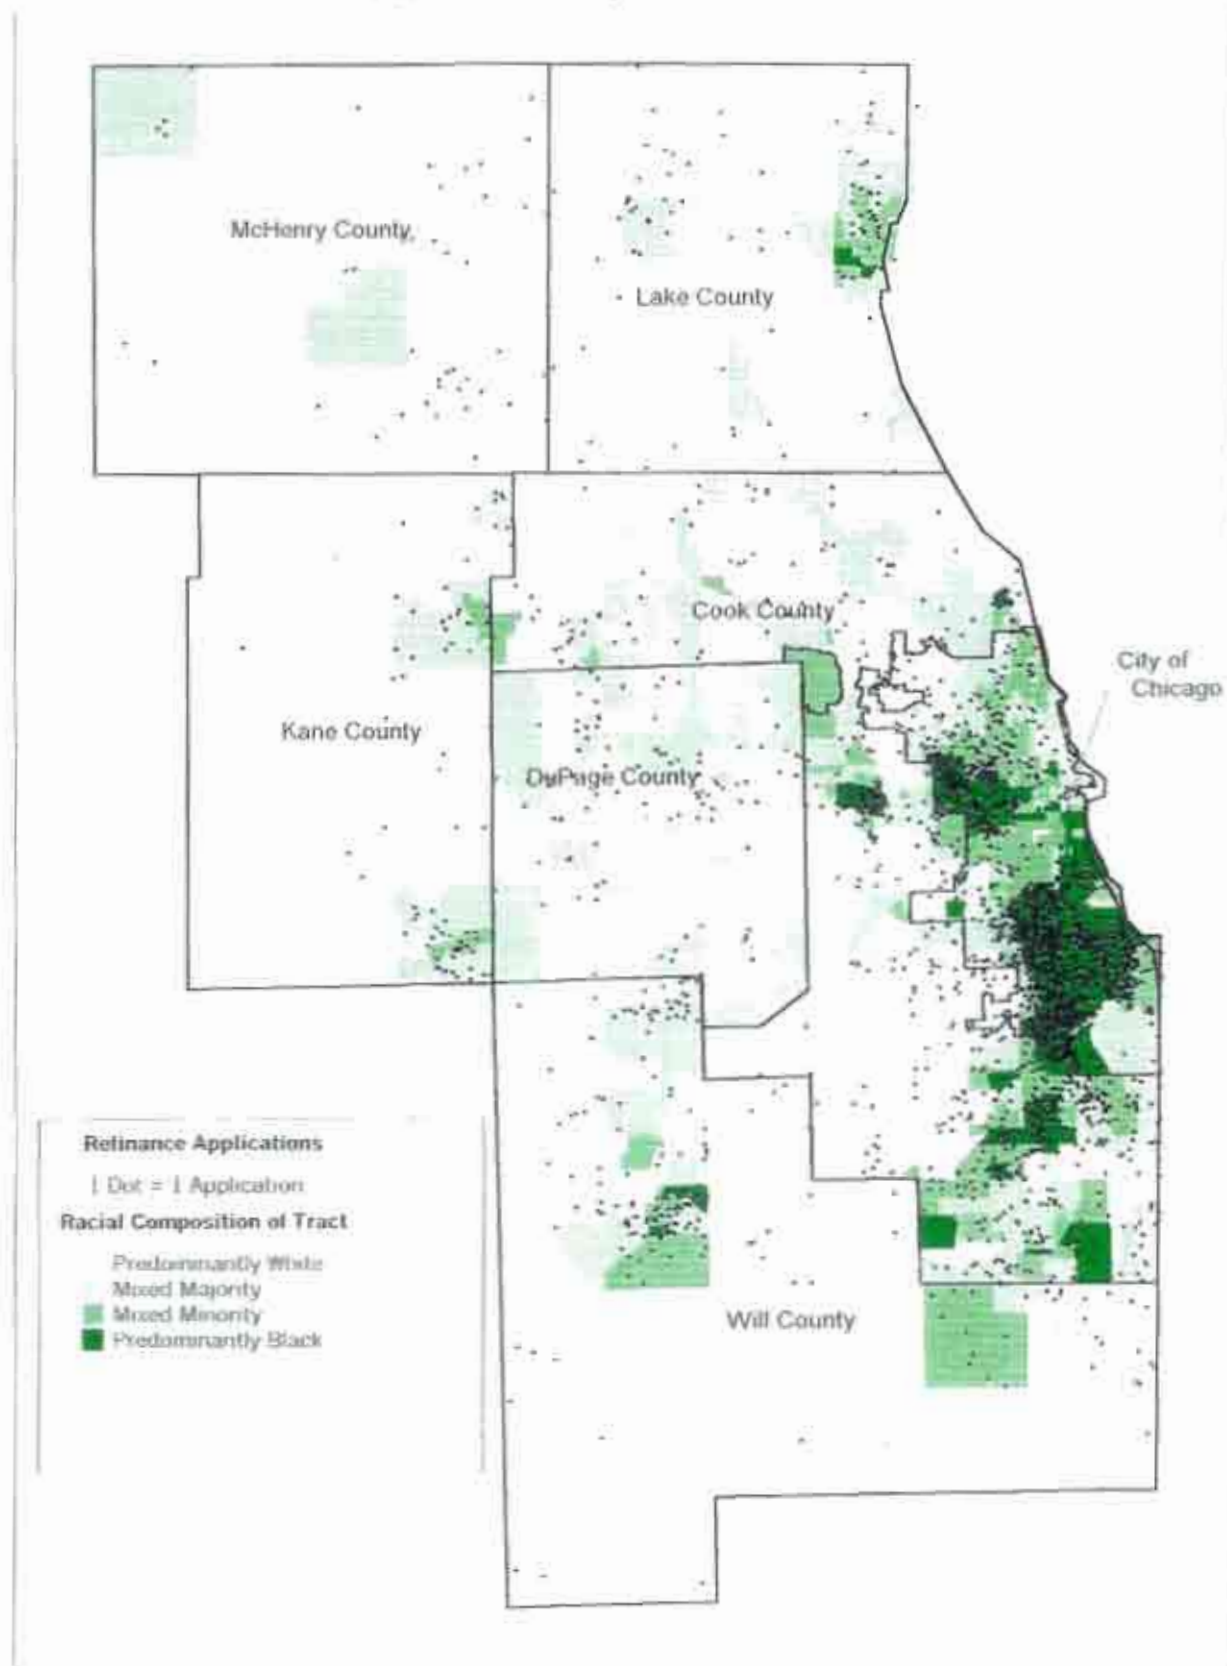 McHenry County
Lake County
Cook County
City of
Chicago
Kane County
DuPage County
Refinance Applications
1 Dot = 1 Application
Racial Composition of Tract
Predominantly White
Mixed Majority
Mixed Minority
Predominantly Black
Will County